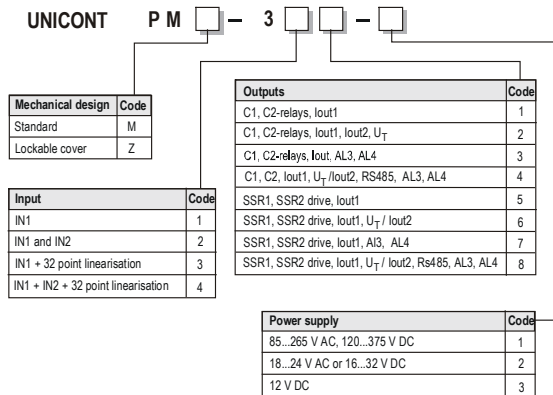 UNICONT PM – 3 –
Mechanical design Code
Standard M
Lockable cover Z
Outputs Code
C1, C2-relays, Iout1 1
C1, C2-relays, Iout1, Iout2, UT 2
C1, C2-relays, Iout, AL3, AL4 3
C1, C2, Iout1, UT /Iout2, RS485, AL3, AL4 4
SSR1, SSR2 drive, Iout1 5
SSR1, SSR2 drive, Iout1, UT / Iout2 6
SSR1, SSR2 drive, Iout1, Al3, AL4 7
SSR1, SSR2 drive, Iout1, UT / Iout2, Rs485, AL3, AL4 8
Input Code
IN1 1
IN1 and IN2 2
IN1 + 32 point linearisation 3
IN1 + IN2 + 32 point linearisation 4
Power supply Code
85...265 V AC, 120...375 V DC 1
18...24 V AC or 16...32 V DC 2
12 V DC 3